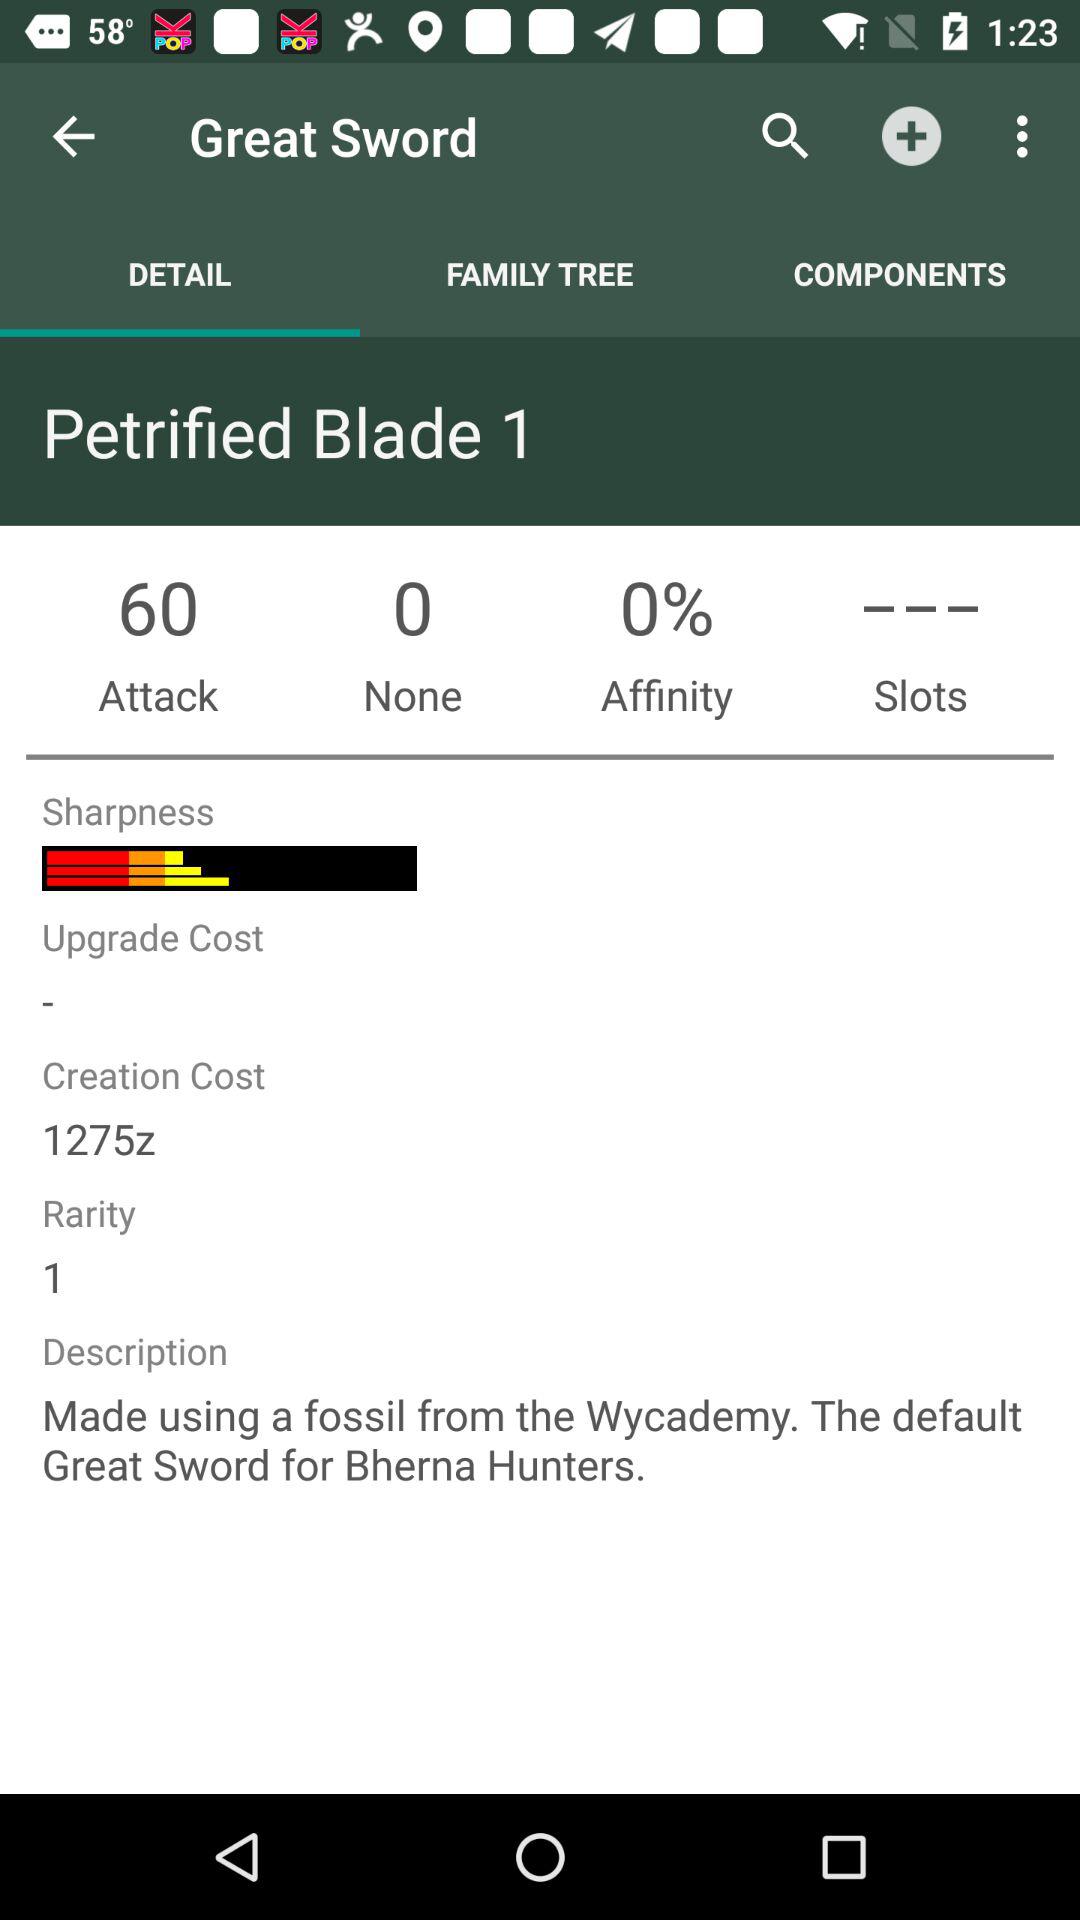 58° KPOP KPOP 1:23
Great Sword
DETAIL FAMILY TREE COMPONENTS
Petrified Blade 1
60 0 0% ---
Attack None Affinity Slots
Sharpness
Upgrade Cost
-
Creation Cost
1275z
Rarity
1
Description
Made using a fossil from the Wycademy. The default
Great Sword for Bherna Hunters.